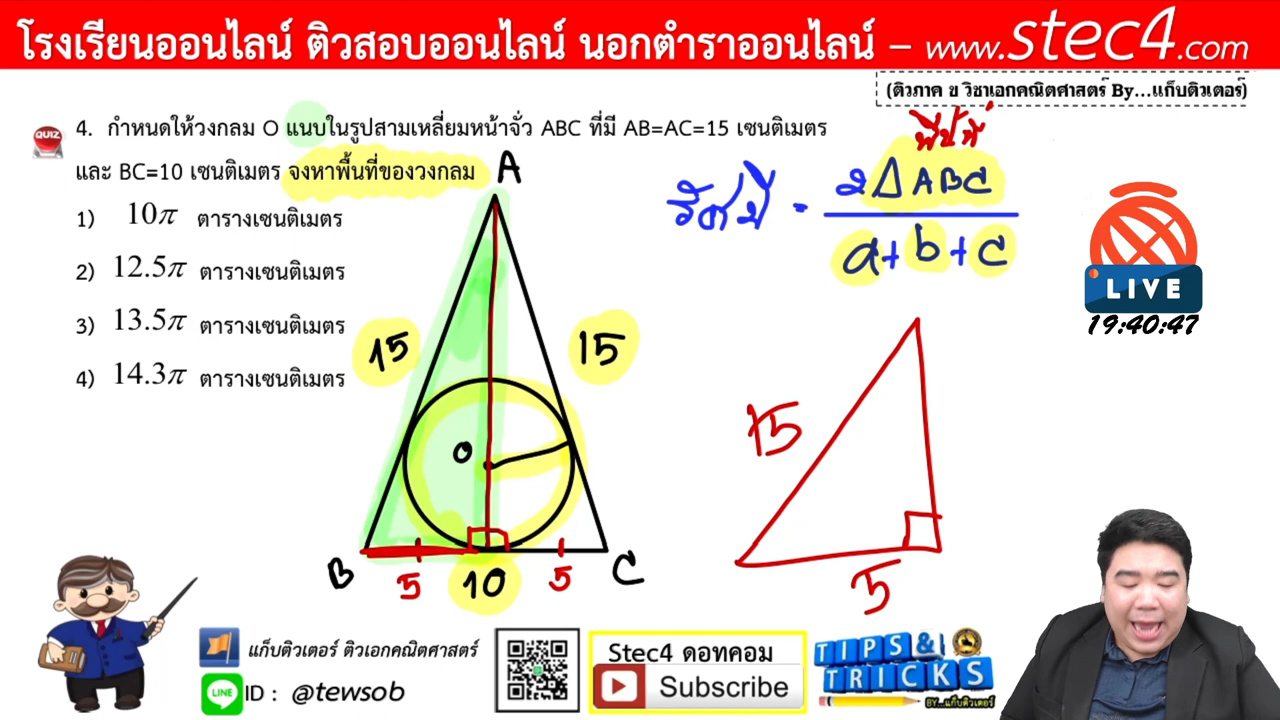 โรงเรียนออนไลน์ ติวสอบออนไลน์ นอกตำราออนไลน์ – www.stec4.com
(ติวภาค ข วิชาเอกคณิตศาสตร์ By...แก็บติวเตอร์)
QUIZ
4. กำหนดให้วงกลม O แนบในรูปสามเหลี่ยมหน้าจั่ว ABC ที่มี AB=AC=15 เซนติเมตร
และ BC=10 เซนติเมตร จงหาพื้นที่ของวงกลม
1) 10π ตารางเซนติเมตร
2) 12.5π ตารางเซนติเมตร
3) 13.5π ตารางเซนติเมตร
4) 14.3π ตารางเซนติเมตร
A
15
15
O
B
5
10
5
C
พื้นที่
รัศมี = 2ΔABC
a+b+c
15
5
LIVE
19:40:47
แก็บติวเตอร์ ติวเอกคณิตศาสตร์
LINE ID : @tewsob
Stec4 ดอทคอม
Subscribe
TIPS &
TRICKS
BY...แก็บติวเตอร์